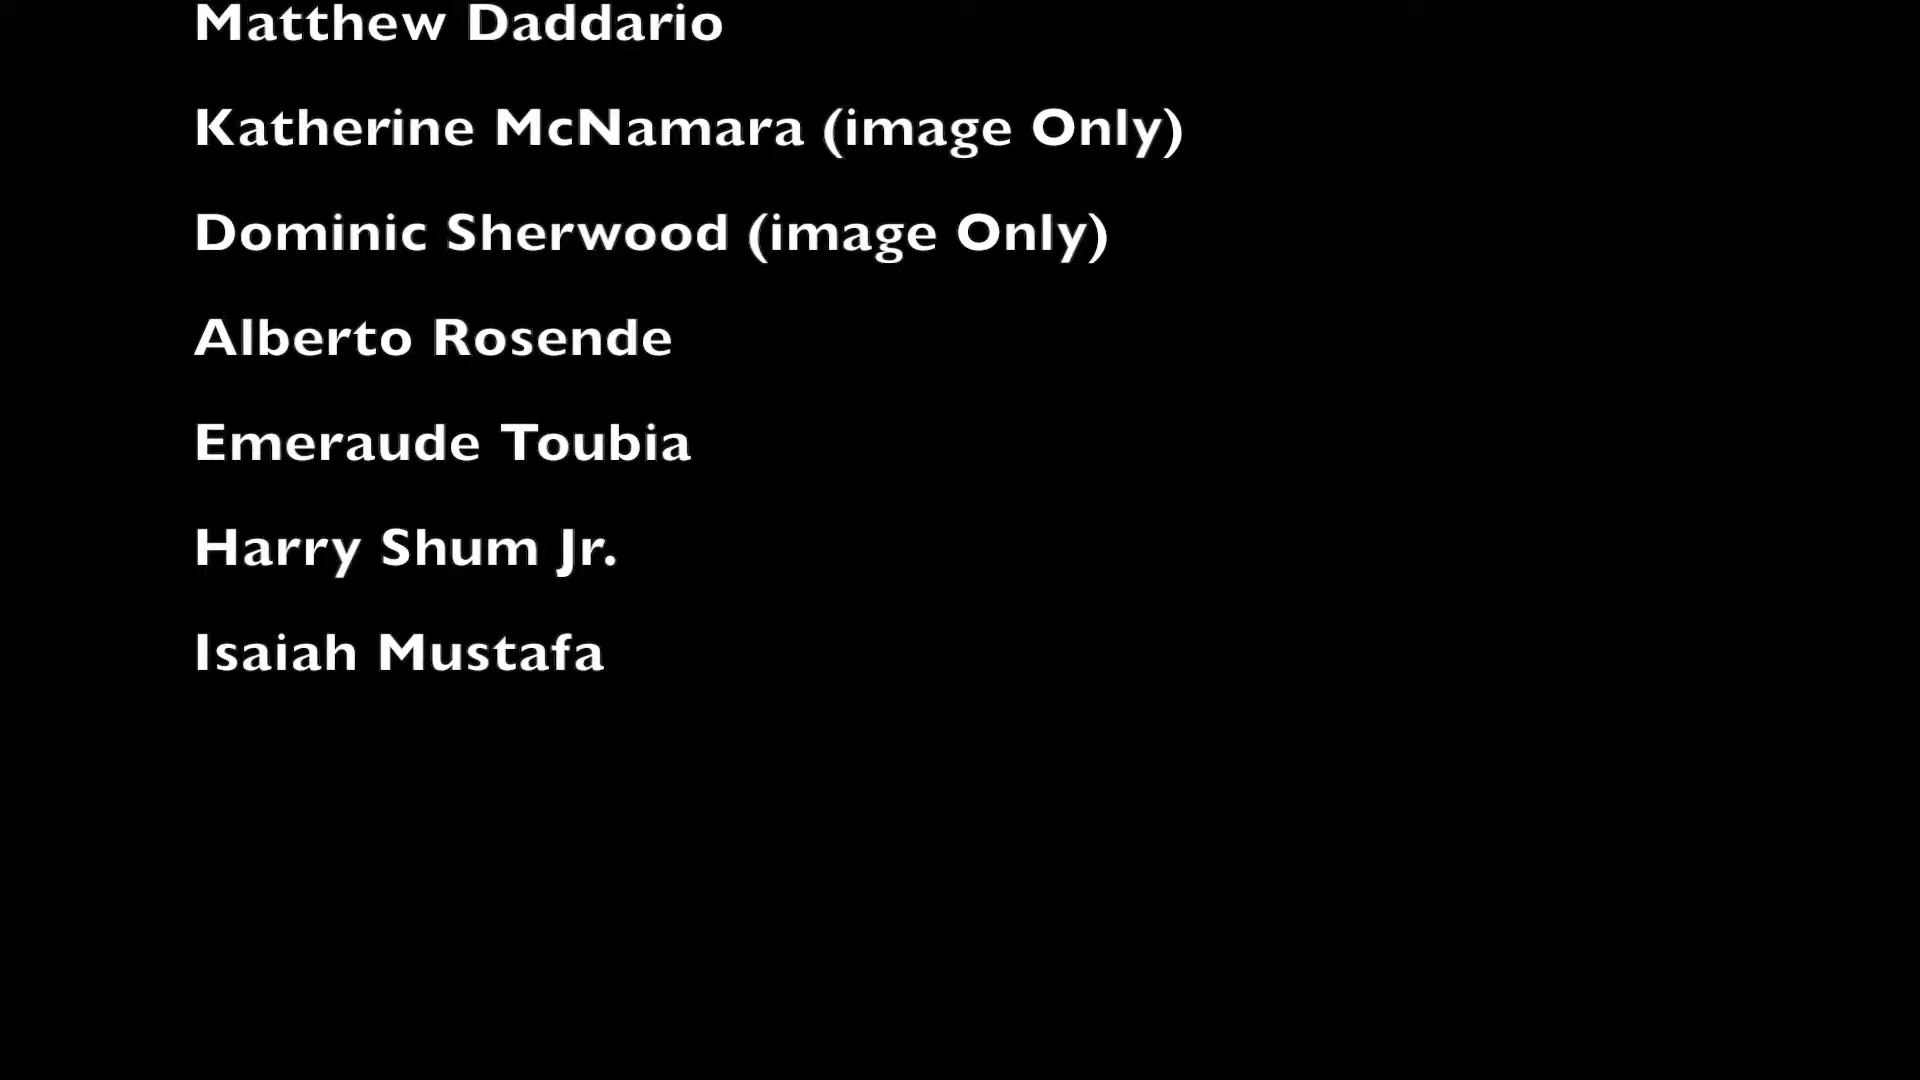 Matthew Daddario
Katherine McNamara (image Only)
Dominic Sherwood (image Only)
Alberto Rosende
Emeraude Toubia
Harry Shum Jr.
Isaiah Mustafa